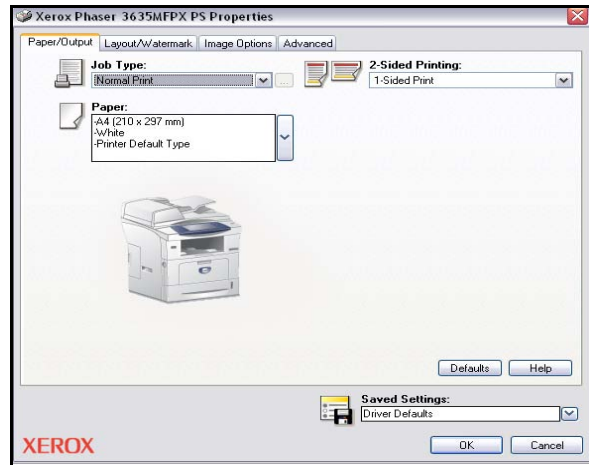 Xerox Phaser 3635MFPX PS Properties
Paper/Output Layout/Watermark Image Options Advanced
Job Type:
Normal Print
...
2-Sided Printing:
1-Sided Print
Paper:
-A4 (210 x 297 mm)
-White
-Printer Default Type
Defaults Help
Saved Settings:
Driver Defaults
XEROX
OK Cancel